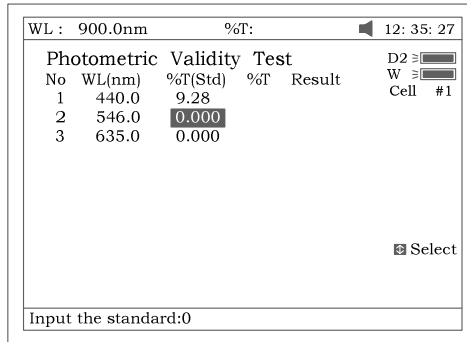 WL : 900.0nm %T: 12: 35: 27
Photometric Validity Test
D2
No WL(nm) %T(Std) %T Result
W
1 440.0 9.28
Cell #1
2 546.0 0.000
3 635.0 0.000
Select
Input the standard:0